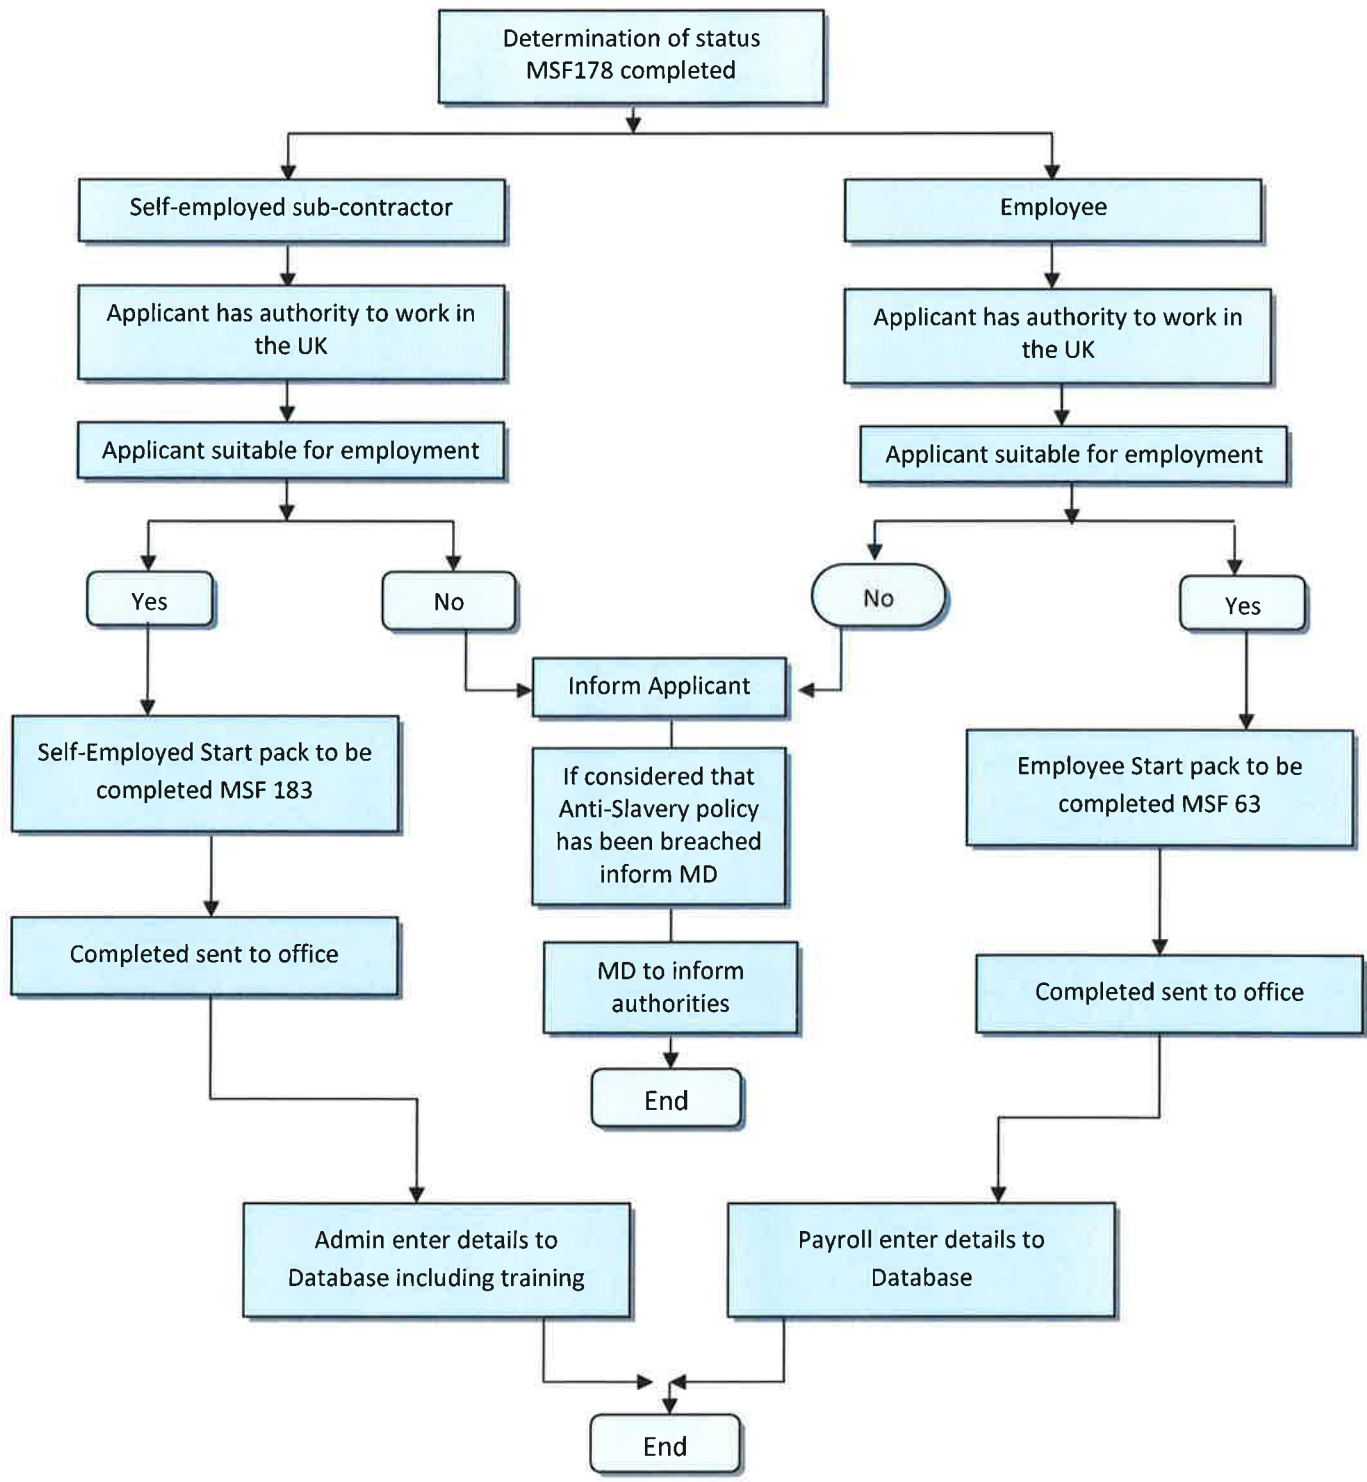 Determination of status
MSF178 completed
Self-employed sub-contractor
Employee
Applicant has authority to work in
the UK
Applicant has authority to work in
the UK
Applicant suitable for employment
Applicant suitable for employment
Yes
No
No
Yes
Inform Applicant
Self-Employed Start pack to be
completed MSF 183
If considered that
Anti-Slavery policy
has been breached
inform MD
Employee Start pack to be
completed MSF 63
Completed sent to office
MD to inform
authorities
Completed sent to office
End
Admin enter details to
Database including training
Payroll enter details to
Database
End